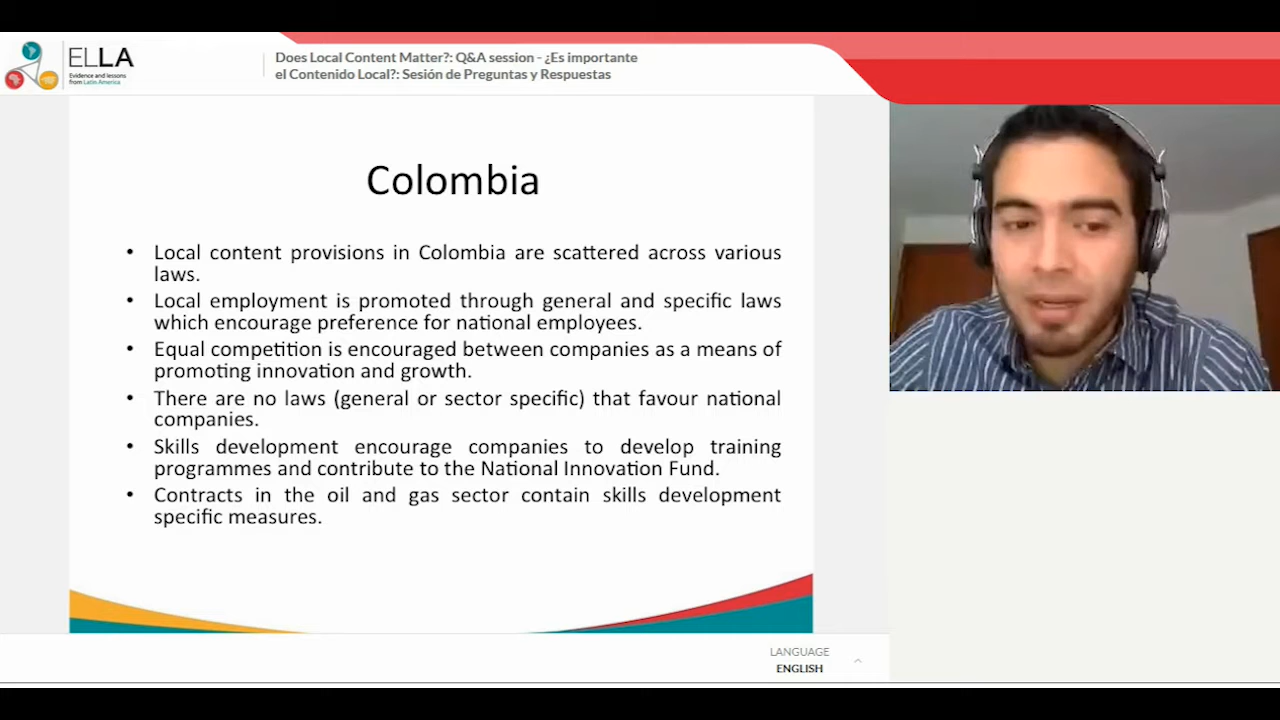 ELLA
Evidence and lessons
from Latin America
Does Local Content Matter?: Q&A session - ¿Es importante
el Contenido Local?: Sesión de Preguntas y Respuestas
Colombia
• Local content provisions in Colombia are scattered across various
laws.
• Local employment is promoted through general and specific laws
which encourage preference for national employees.
• Equal competition is encouraged between companies as a means of
promoting innovation and growth.
• There are no laws (general or sector specific) that favour national
companies.
• Skills development encourage companies to develop training
programmes and contribute to the National Innovation Fund.
• Contracts in the oil and gas sector contain skills development
specific measures.
LANGUAGE
ENGLISH